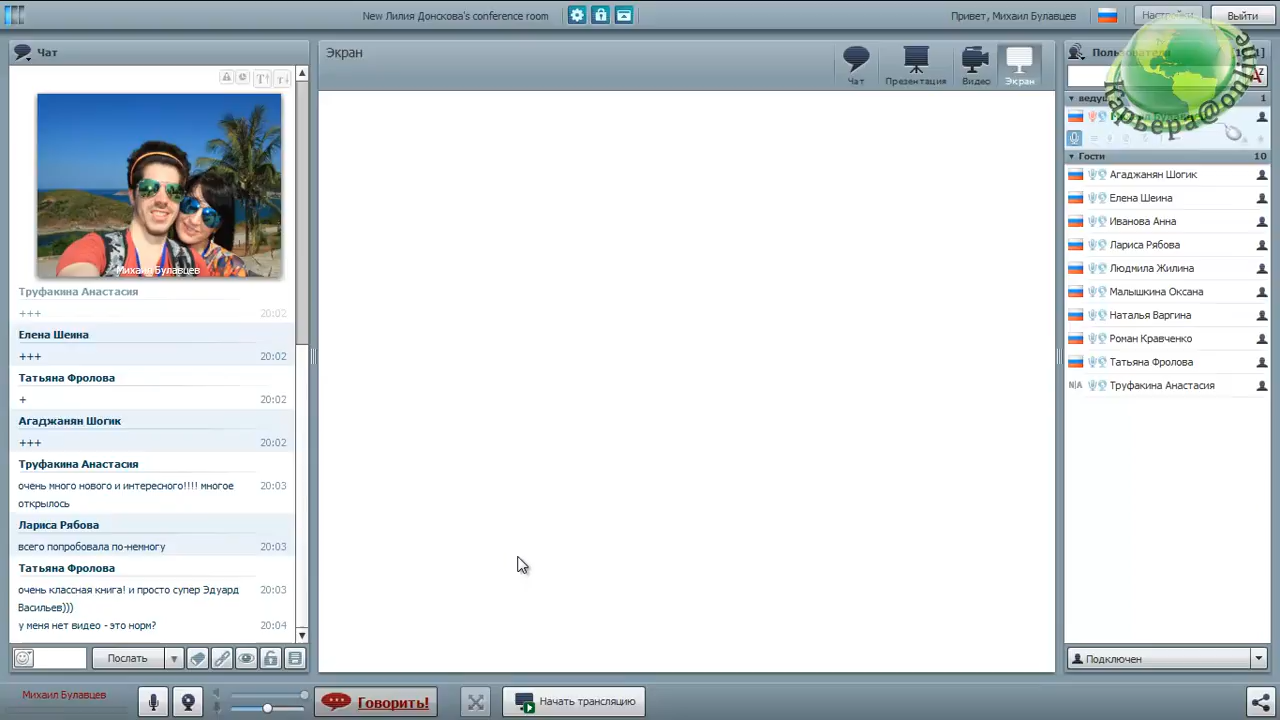 New Лилия Донскова's conference room
Привет, Михаил Булавцев
Настройки
Выйти
Чат
Михаил Булавцев
Труфакина Анастасия
+++ 20:02
Елена Шеина
+++ 20:02
Татьяна Фролова
+ 20:02
Агаджанян Шогик
+++ 20:02
Труфакина Анастасия
очень много нового и интересного!!!! многое 20:03
открылось
Лариса Рябова
всего попробовала по-немногу 20:03
Татьяна Фролова
очень классная книга! и просто супер Эдуард 20:03
Васильев)))
у меня нет видео - это норм? 20:04
Послать
Михаил Булавцев
Экран
Чат
Презентация
Видео
Экран
Говорить!
Начать трансляцию
Карьера@online
1
Гости 10
Агаджанян Шогик
Елена Шеина
Иванова Анна
Лариса Рябова
Людмила Жилина
Малышкина Оксана
Наталья Варгина
Роман Кравченко
Татьяна Фролова
N|A Труфакина Анастасия
Подключен